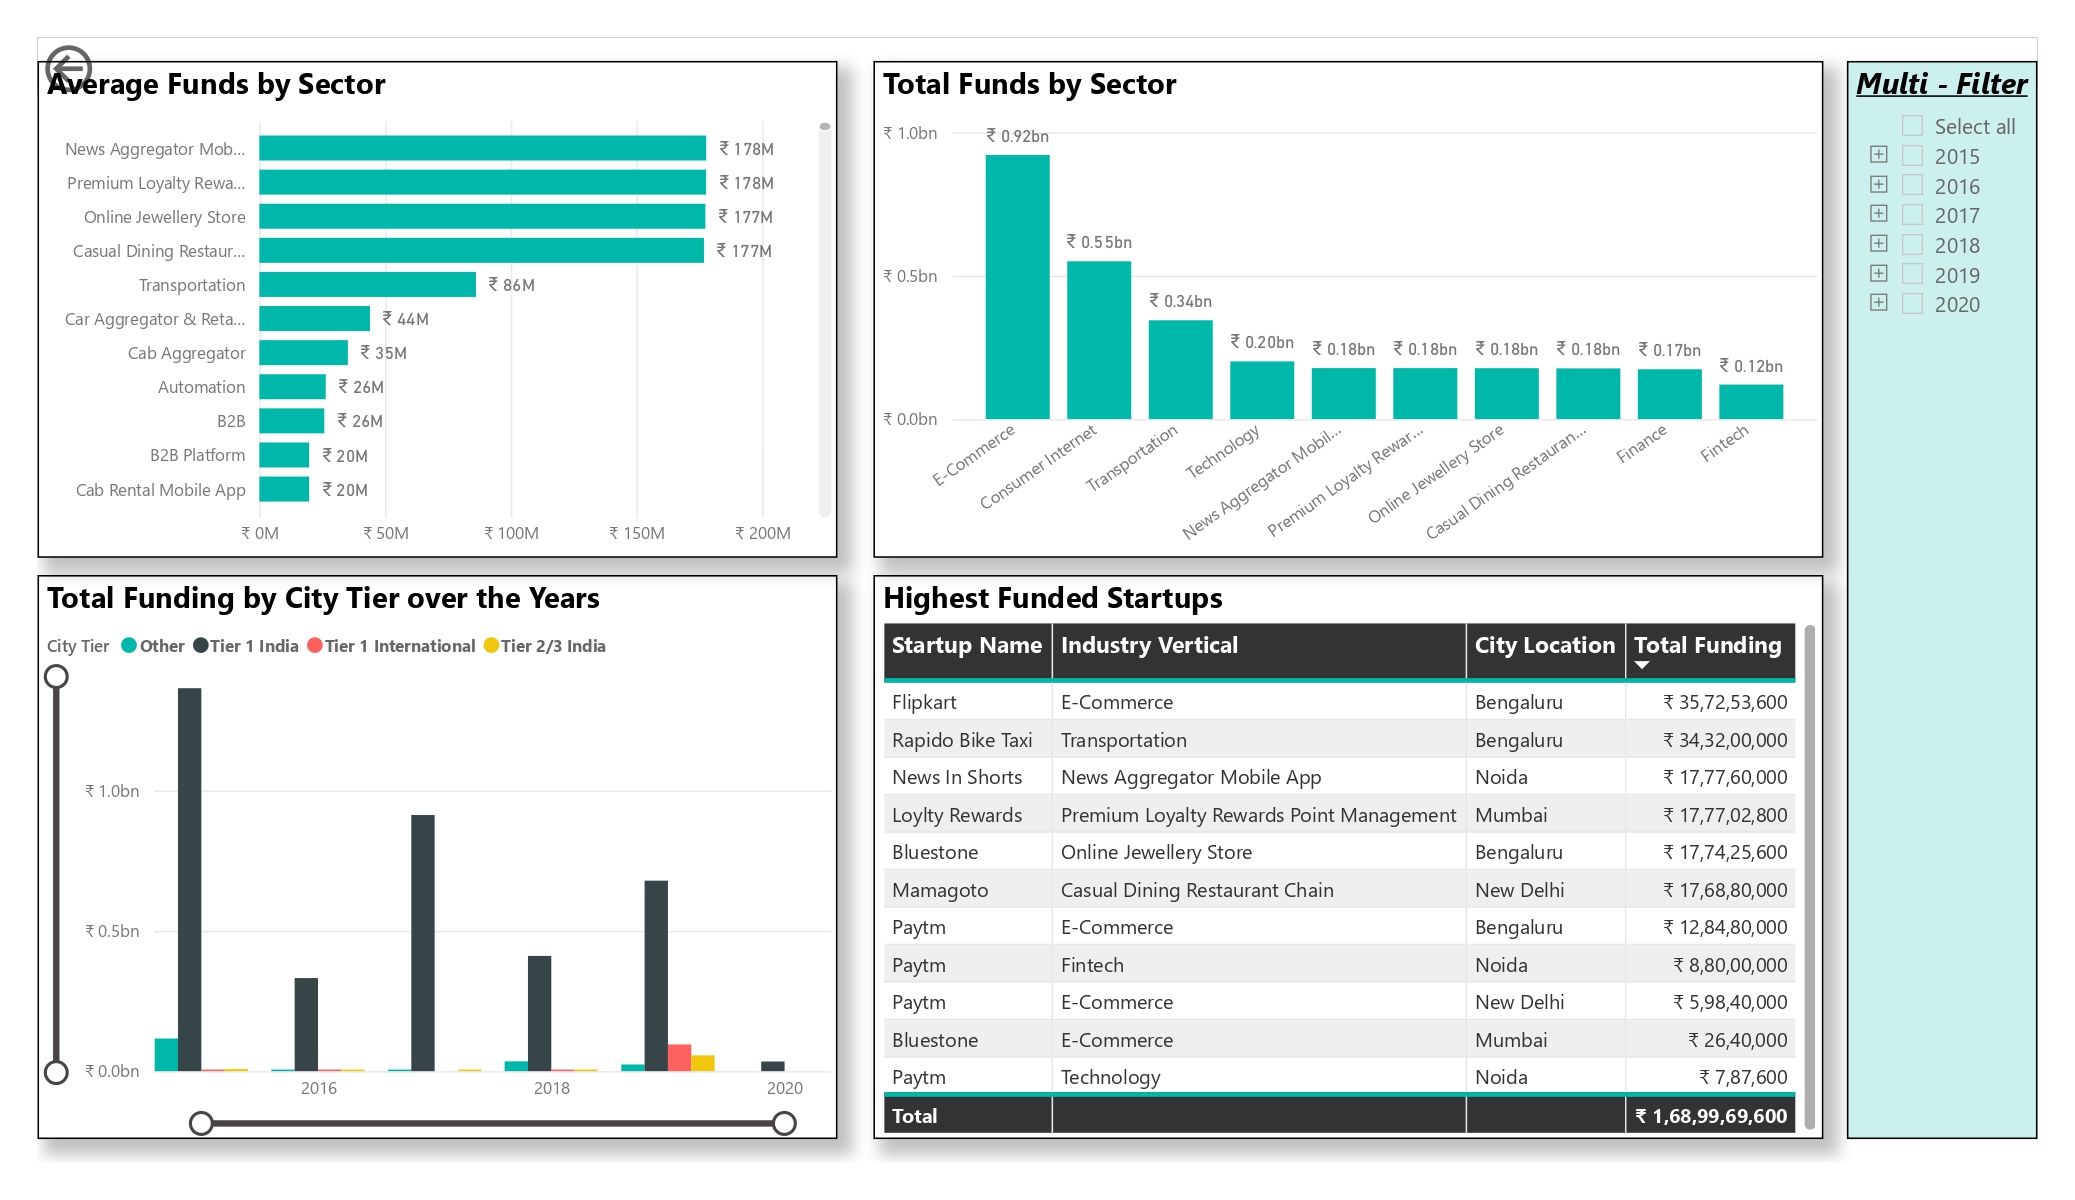 Average Funds by Sector
News Aggregator Mob... ₹ 178M
Premium Loyalty Rewa... ₹ 178M
Online Jewellery Store ₹ 177M
Casual Dining Restaur... ₹ 177M
Transportation ₹ 86M
Car Aggregator & Reta... ₹ 44M
Cab Aggregator ₹ 35M
Automation ₹ 26M
B2B ₹ 26M
B2B Platform ₹ 20M
Cab Rental Mobile App ₹ 20M
₹ 0M ₹ 50M ₹ 100M ₹ 150M ₹ 200M
Total Funds by Sector
₹ 1.0bn
₹ 0.5bn
₹ 0.0bn
₹ 0.92bn
₹ 0.55bn
₹ 0.34bn
₹ 0.20bn
₹ 0.18bn
₹ 0.18bn
₹ 0.18bn
₹ 0.18bn
₹ 0.17bn
₹ 0.12bn
E-Commerce
Consumer Internet
Transportation
Technology
News Aggregator Mobil...
Premium Loyalty Rewar...
Online Jewellery Store
Casual Dining Restauran...
Finance
Fintech
Multi - Filter
Select all
2015
2016
2017
2018
2019
2020
Total Funding by City Tier over the Years
City Tier Other Tier 1 India Tier 1 International Tier 2/3 India
₹ 1.0bn
₹ 0.5bn
₹ 0.0bn
2016 2018 2020
Highest Funded Startups
Startup Name Industry Vertical City Location Total Funding
Flipkart E-Commerce Bengaluru ₹ 35,72,53,600
Rapido Bike Taxi Transportation Bengaluru ₹ 34,32,00,000
News In Shorts News Aggregator Mobile App Noida ₹ 17,77,60,000
Loylty Rewards Premium Loyalty Rewards Point Management Mumbai ₹ 17,77,02,800
Bluestone Online Jewellery Store Bengaluru ₹ 17,74,25,600
Mamagoto Casual Dining Restaurant Chain New Delhi ₹ 17,68,80,000
Paytm E-Commerce Bengaluru ₹ 12,84,80,000
Paytm Fintech Noida ₹ 8,80,00,000
Paytm E-Commerce New Delhi ₹ 5,98,40,000
Bluestone E-Commerce Mumbai ₹ 26,40,000
Paytm Technology Noida ₹ 7,87,600
Total ₹ 1,68,99,69,600